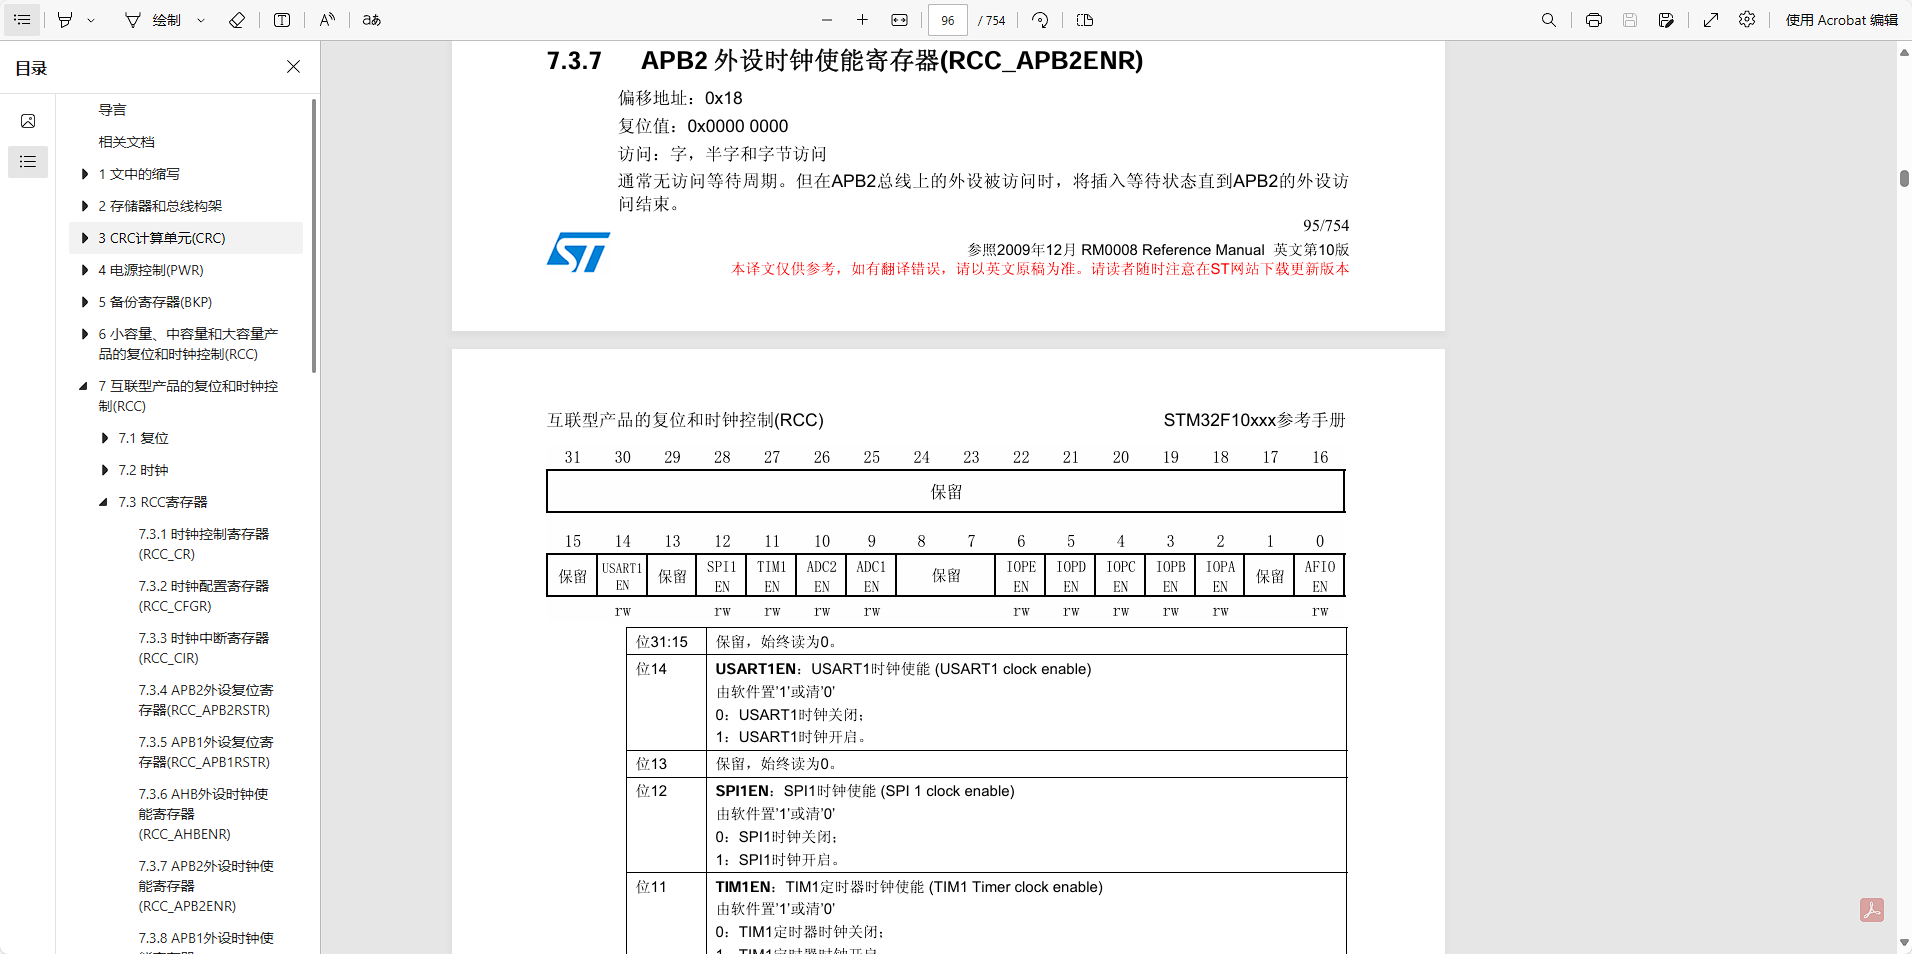 绘制
aあ
96
/ 754
使用 Acrobat 编辑
目录
导言
相关文档
1 文中的缩写
2 存储器和总线构架
3 CRC计算单元(CRC)
4 电源控制(PWR)
5 备份寄存器(BKP)
6 小容量、中容量和大容量产
品的复位和时钟控制(RCC)
7 互联型产品的复位和时钟控
制(RCC)
7.1 复位
7.2 时钟
7.3 RCC寄存器
7.3.1 时钟控制寄存器
(RCC_CR)
7.3.2 时钟配置寄存器
(RCC_CFGR)
7.3.3 时钟中断寄存器
(RCC_CIR)
7.3.4 APB2外设复位寄
存器(RCC_APB2RSTR)
7.3.5 APB1外设复位寄
存器(RCC_APB1RSTR)
7.3.6 AHB外设时钟使
能寄存器
(RCC_AHBENR)
7.3.7 APB2外设时钟使
能寄存器
(RCC_APB2ENR)
7.3.8 APB1外设时钟使
7.3.7 APB2 外设时钟使能寄存器(RCC_APB2ENR)
偏移地址：0x18
复位值：0x0000 0000
访问：字，半字和字节访问
通常无访问等待周期。但在APB2总线上的外设被访问时，将插入等待状态直到APB2的外设访
问结束。
95/754
参照2009年12月 RM0008 Reference Manual 英文第10版
本译文仅供参考，如有翻译错误，请以英文原稿为准。请读者随时注意在ST网站下载更新版本
ST
互联型产品的复位和时钟控制(RCC) STM32F10xxx参考手册
31 30 29 28 27 26 25 24 23 22 21 20 19 18 17 16
保留
15 14 13 12 11 10 9 8 7 6 5 4 3 2 1 0
保留 USART1 EN 保留 SPI1 EN TIM1 EN ADC2 EN ADC1 EN 保留 IOPE EN IOPD EN IOPC EN IOPB EN IOPA EN 保留 AFIO EN
rw rw rw rw rw rw rw rw rw rw rw
位31:15 保留，始终读为0。
位14 USART1EN：USART1时钟使能 (USART1 clock enable)
由软件置'1'或清'0'
0：USART1时钟关闭；
1：USART1时钟开启。
位13 保留，始终读为0。
位12 SPI1EN：SPI1时钟使能 (SPI 1 clock enable)
由软件置'1'或清'0'
0：SPI1时钟关闭；
1：SPI1时钟开启。
位11 TIM1EN：TIM1定时器时钟使能 (TIM1 Timer clock enable)
由软件置'1'或清'0'
0：TIM1定时器时钟关闭；